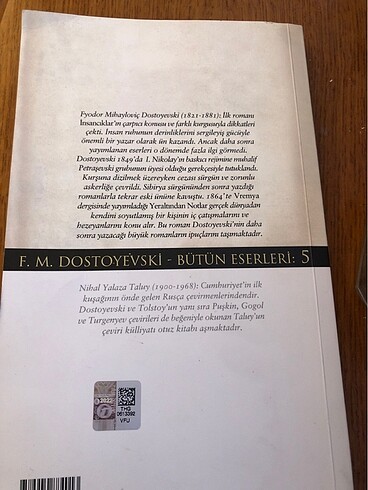 Fyodor Mihayloviç Dostoyevski (1821-1881): İlk romanı
İnsancıklar'ın çarpıcı konusu ve farklı kurgusuyla dikkatleri
çekti. İnsan ruhunun derinliklerini sergileyiş gücüyle
önemli bir yazar olarak ün kazandı. Ancak daha sonra
yayımlanan eserleri o dönemde fazla ilgi görmedi.
Dostoyevski 1849'da I. Nikolay'ın baskıcı rejimine muhalif
Petraşevski grubunun üyesi olduğu gerekçesiyle tutuklandı.
Kurşuna dizilmek üzereyken cezası sürgün ve zorunlu
askerliğe çevrildi. Sibirya sürgününden sonra yazdığı
romanlarla tekrar eski ününe kavuştu. 1864'te Vremya
dergisinde yayımladığı Yeraltından Notlar gerçek dünyadan
kendini soyutlamış bir kişinin iç çatışmalarını ve
hezeyanlarını konu alır. Bu roman Dostoyevski'nin daha
sonra yazacağı büyük romanların ipuçlarını taşımaktadır.
F. M. DOSTOYEVSKİ - BÜTÜN ESERLERİ: 5
Nihal Yalaza Taluy (1900-1968): Cumhuriyet'in ilk
kuşağının önde gelen Rusça çevirmenlerindendir.
Dostoyevski ve Tolstoy'un yanı sıra Puşkin, Gogol
ve Turgenyev çevirileri de beğeniyle okunan Taluy'un
çeviri külliyatı otuz kitabı aşmaktadır.
2022
THG
0613392
VFU